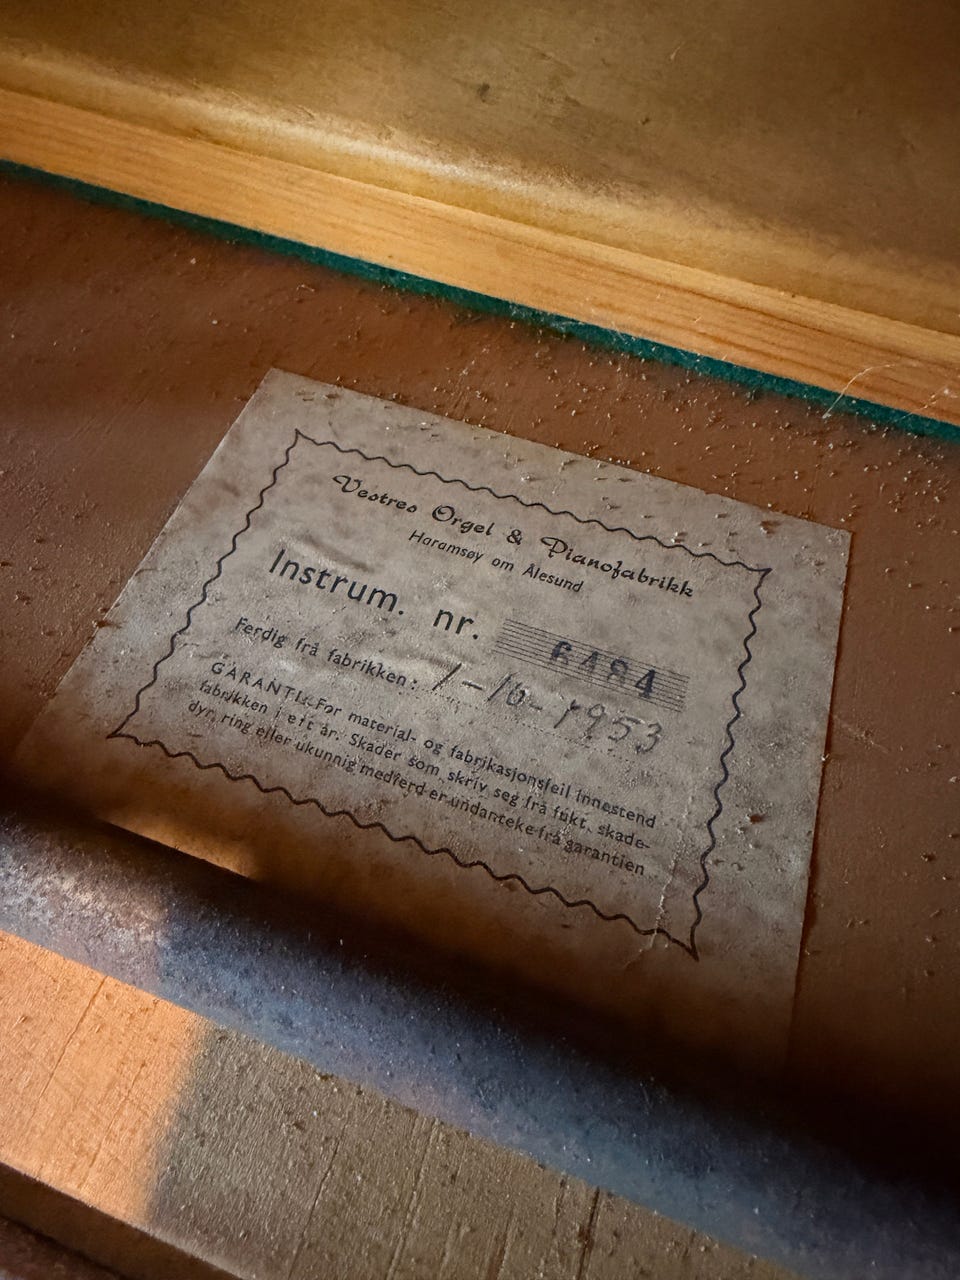 Vestres Orgel & Pianofabrikk
Haramsøy om Ålesund
Instrum. nr. 6484
Ferdig frå fabrikken: 1-10-1953
GARANTI: For material- og fabrikasjonsfeil innestend
fabrikken i eit år. Skader som skriv seg frå fukt, skade-
dyr, ring eller ukunnig medferd er undanteke frå garantien